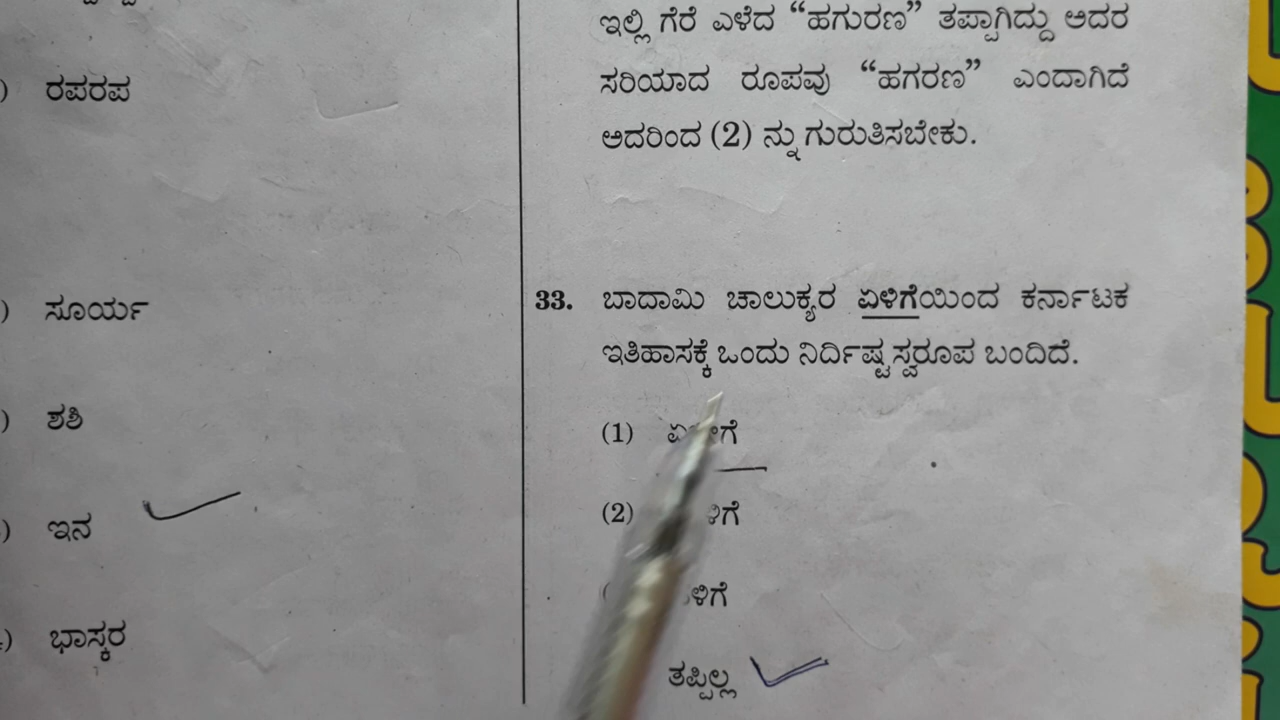 ರಪರಪ
ಸೂರ್ಯ
ಶಶಿ
ಇನ
ಭಾಸ್ಕರ
ಇಲ್ಲಿ ಗೆರೆ ಎಳೆದ “ಹಗುರಣ” ತಪ್ಪಾಗಿದ್ದು ಅದರ
ಸರಿಯಾದ ರೂಪವು “ಹಗರಣ” ಎಂದಾಗಿದೆ
ಅದರಿಂದ (2) ನ್ನು ಗುರುತಿಸಬೇಕು.
33. ಬಾದಾಮಿ ಚಾಲುಕ್ಯರ ಏಳಿಗೆಯಿಂದ ಕರ್ನಾಟಕ
ಇತಿಹಾಸಕ್ಕೆ ಒಂದು ನಿರ್ದಿಷ್ಟ ಸ್ವರೂಪ ಬಂದಿದೆ.
(1)
(2)
ತಪ್ಪಿಲ್ಲ